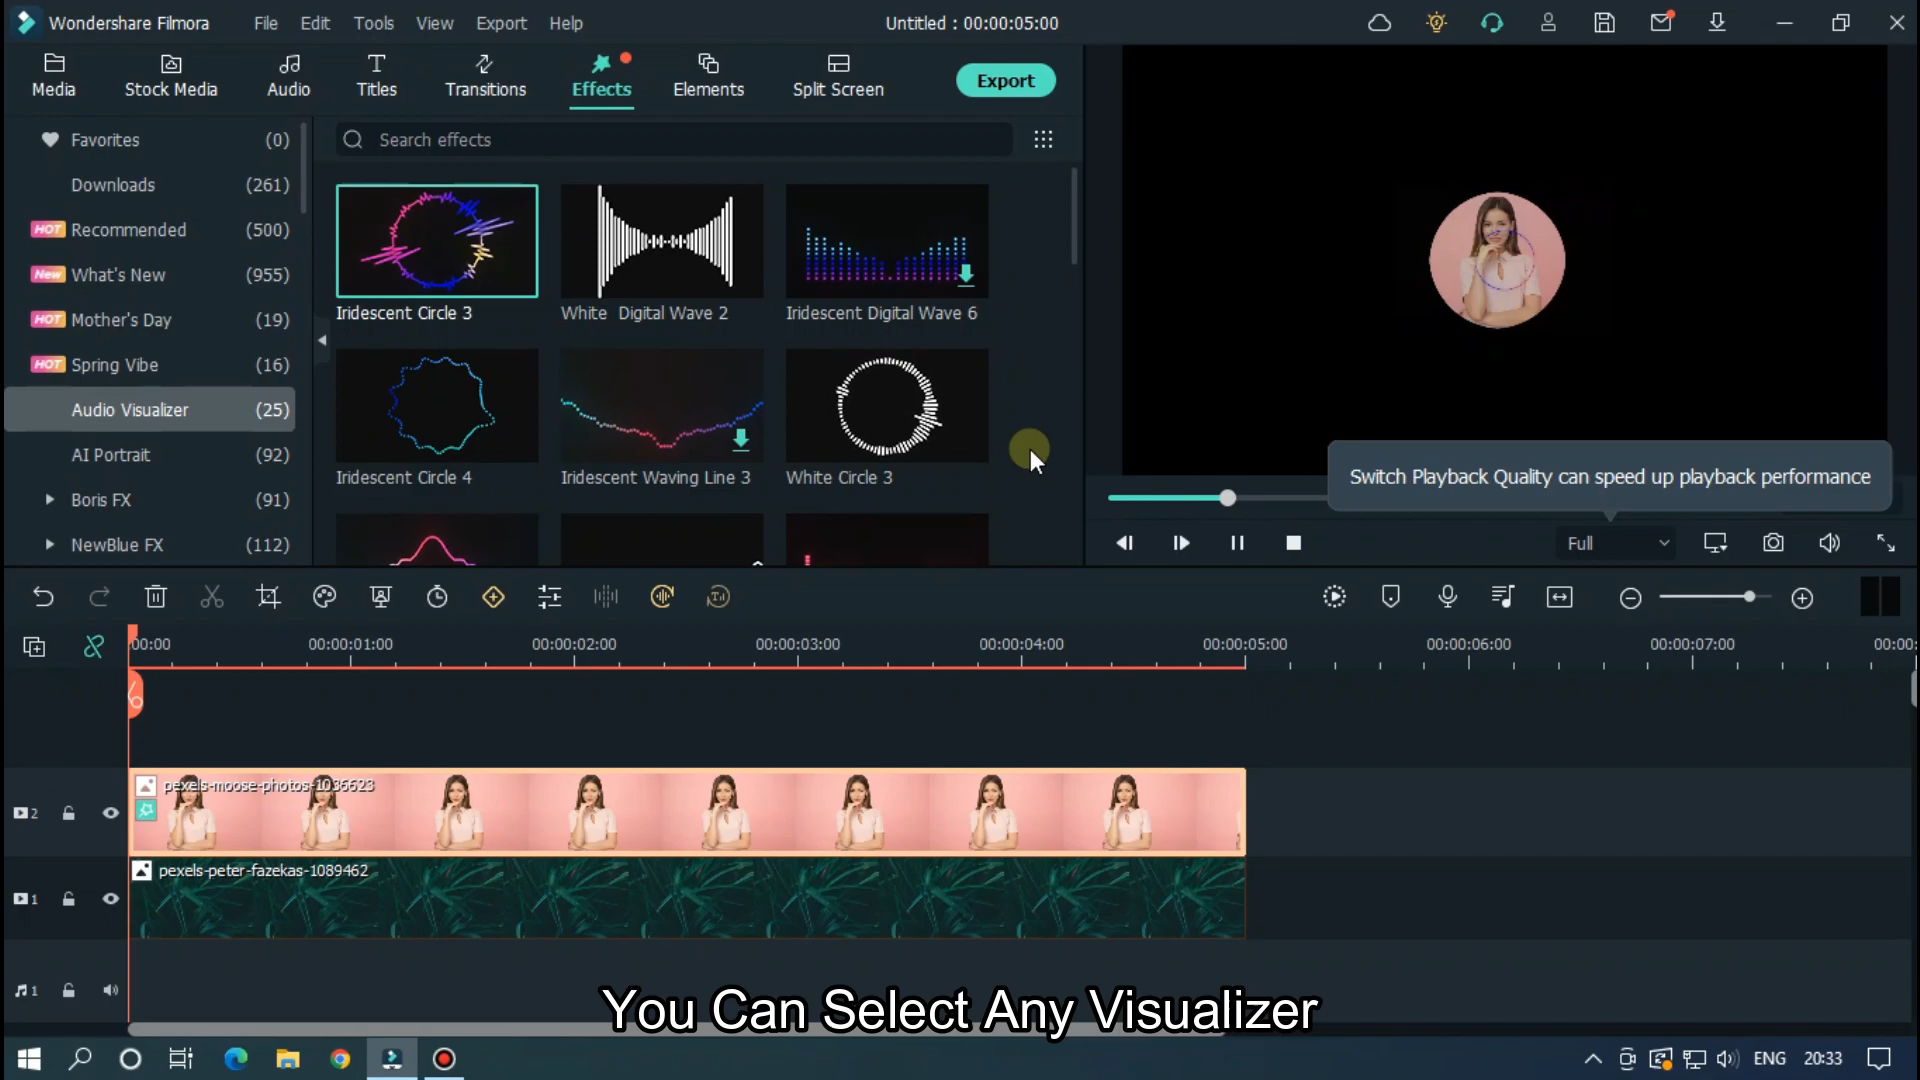 Wondershare Filmora
File Edit Tools View Export Help
Untitled : 00:00:05:00
Media
Stock Media
Audio
Titles
Transitions
Effects
Elements
Split Screen
Export
Favorites (0)
Downloads (261)
HOT Recommended (500)
New What's New (955)
HOT Mother's Day (19)
HOT Spring Vibe (16)
Audio Visualizer (25)
AI Portrait (92)
Boris FX (91)
NewBlue FX (112)
Search effects
Iridescent Circle 3
White Digital Wave 2
Iridescent Digital Wave 6
Iridescent Circle 4
Iridescent Waving Line 3
White Circle 3
Switch Playback Quality can speed up playback performance
Full
00:00
00:00:01:00
00:00:02:00
00:00:03:00
00:00:04:00
00:00:05:00
00:00:06:00
00:00:07:00
00:00:
2
pexels-moose-photos-1036623
1
pexels-peter-fazekas-1089462
1
You Can Select Any Visualizer
ENG
20:33